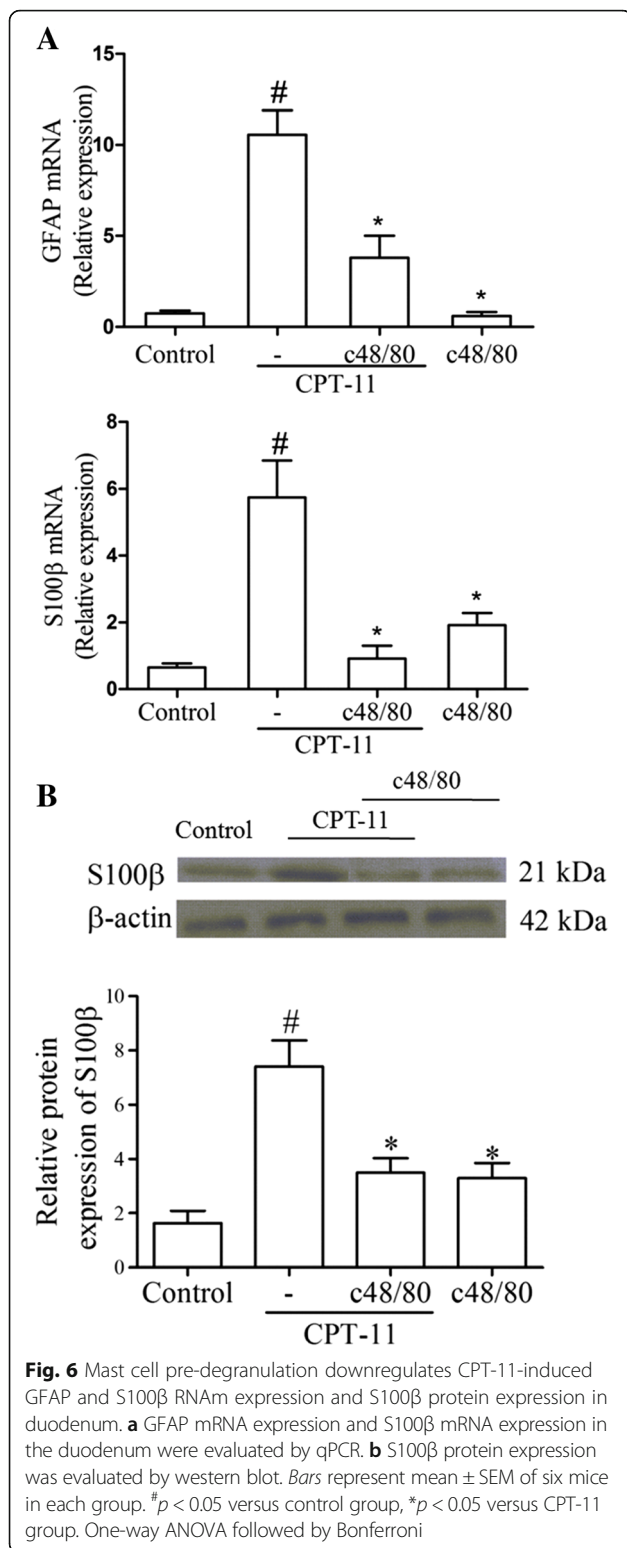 A
GFAP mRNA
(Relative expression)
15
10
5
0
#
*
*
Control
-
c48/80
c48/80
CPT-11
S100β mRNA
(Relative expression)
8
6
4
2
0
#
*
*
Control
-
c48/80
c48/80
CPT-11
B
c48/80
Control
CPT-11
S100β
21 kDa
β-actin
42 kDa
Relative protein
expression of S100β
10
8
6
4
2
0
#
*
*
Control
-
c48/80
c48/80
CPT-11
Fig. 6 Mast cell pre-degranulation downregulates CPT-11-induced
GFAP and S100β RNAm expression and S100β protein expression in
duodenum. a GFAP mRNA expression and S100β mRNA expression in
the duodenum were evaluated by qPCR. b S100β protein expression
was evaluated by western blot. Bars represent mean ± SEM of six mice
in each group. #p < 0.05 versus control group, *p < 0.05 versus CPT-11
group. One-way ANOVA followed by Bonferroni